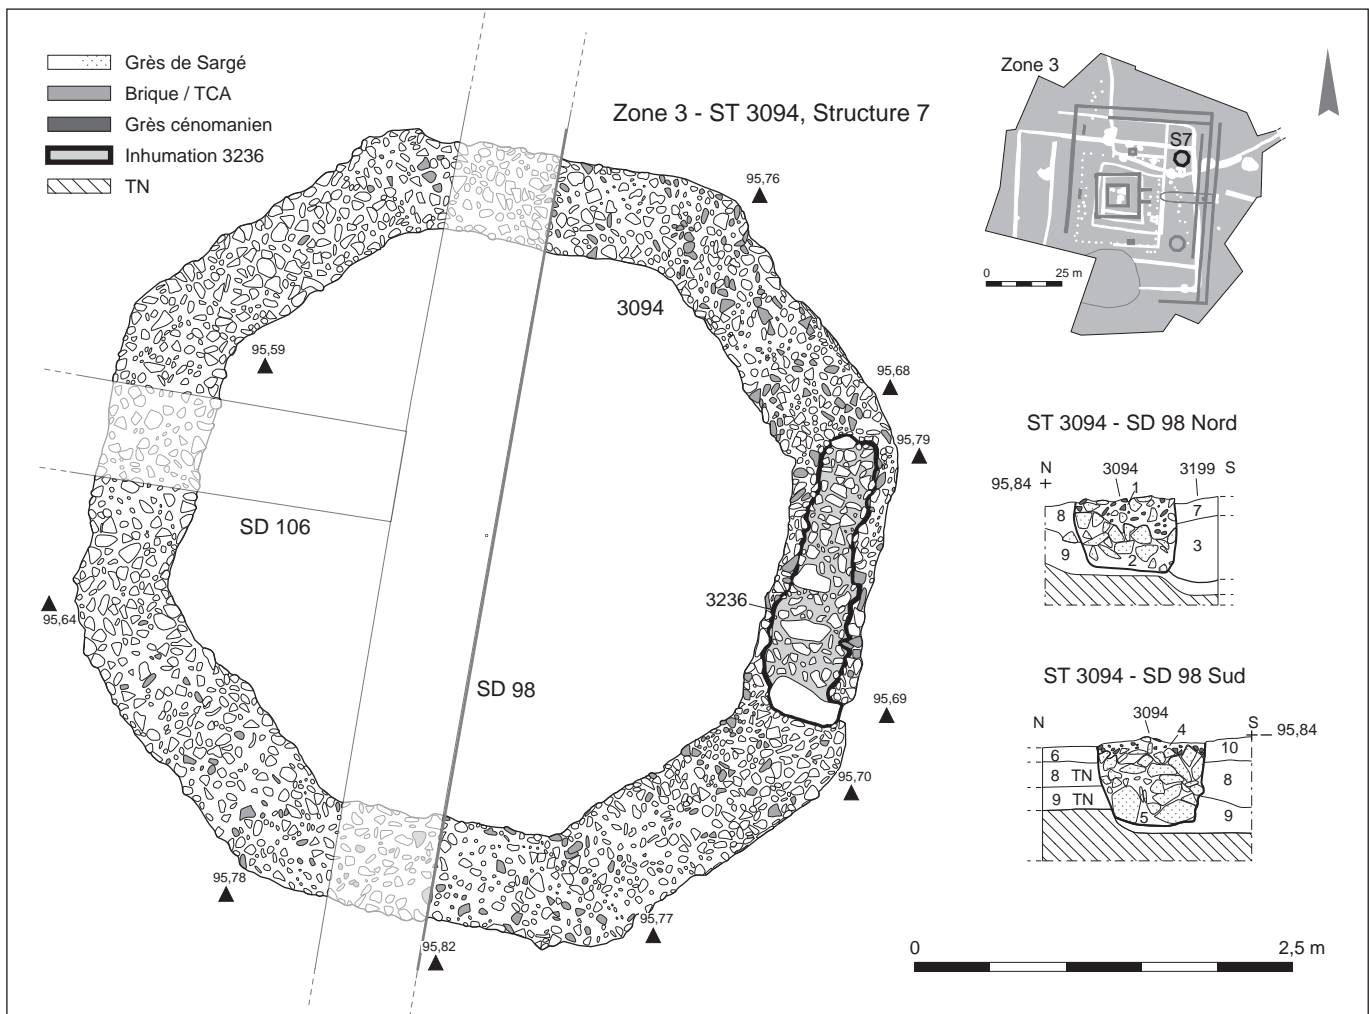 Grès de Sargé
Brique / TCA
Grès cénomanien
Inhumation 3236
TN
Zone 3 - ST 3094, Structure 7
Zone 3
S7
0 25 m
95,76
3094
95,59
95,68
95,79
SD 106
3236
95,64
SD 98
95,69
95,70
95,78
95,77
95,82
ST 3094 - SD 98 Nord
N 3094 3199 S
95,84 1
8 7
9 2 3
ST 3094 - SD 98 Sud
N 3094 4 S 95,84
6 10
8 TN 8
9 TN 5 9
0 2,5 m